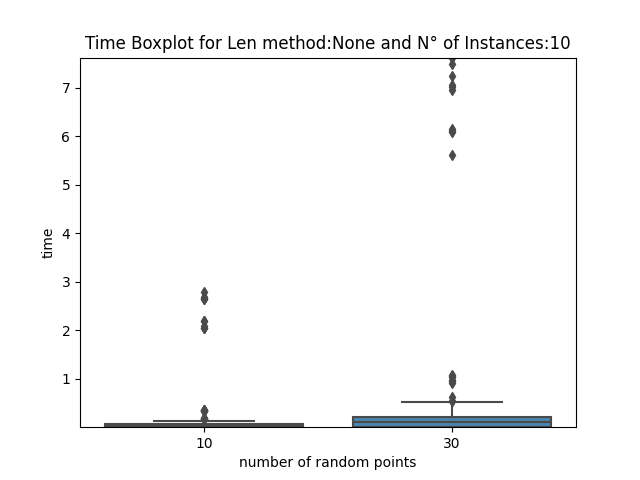 Time Boxplot for Len method:None and N° of Instances:10
7
6
5
4
3
2
1
time
10 30
number of random points